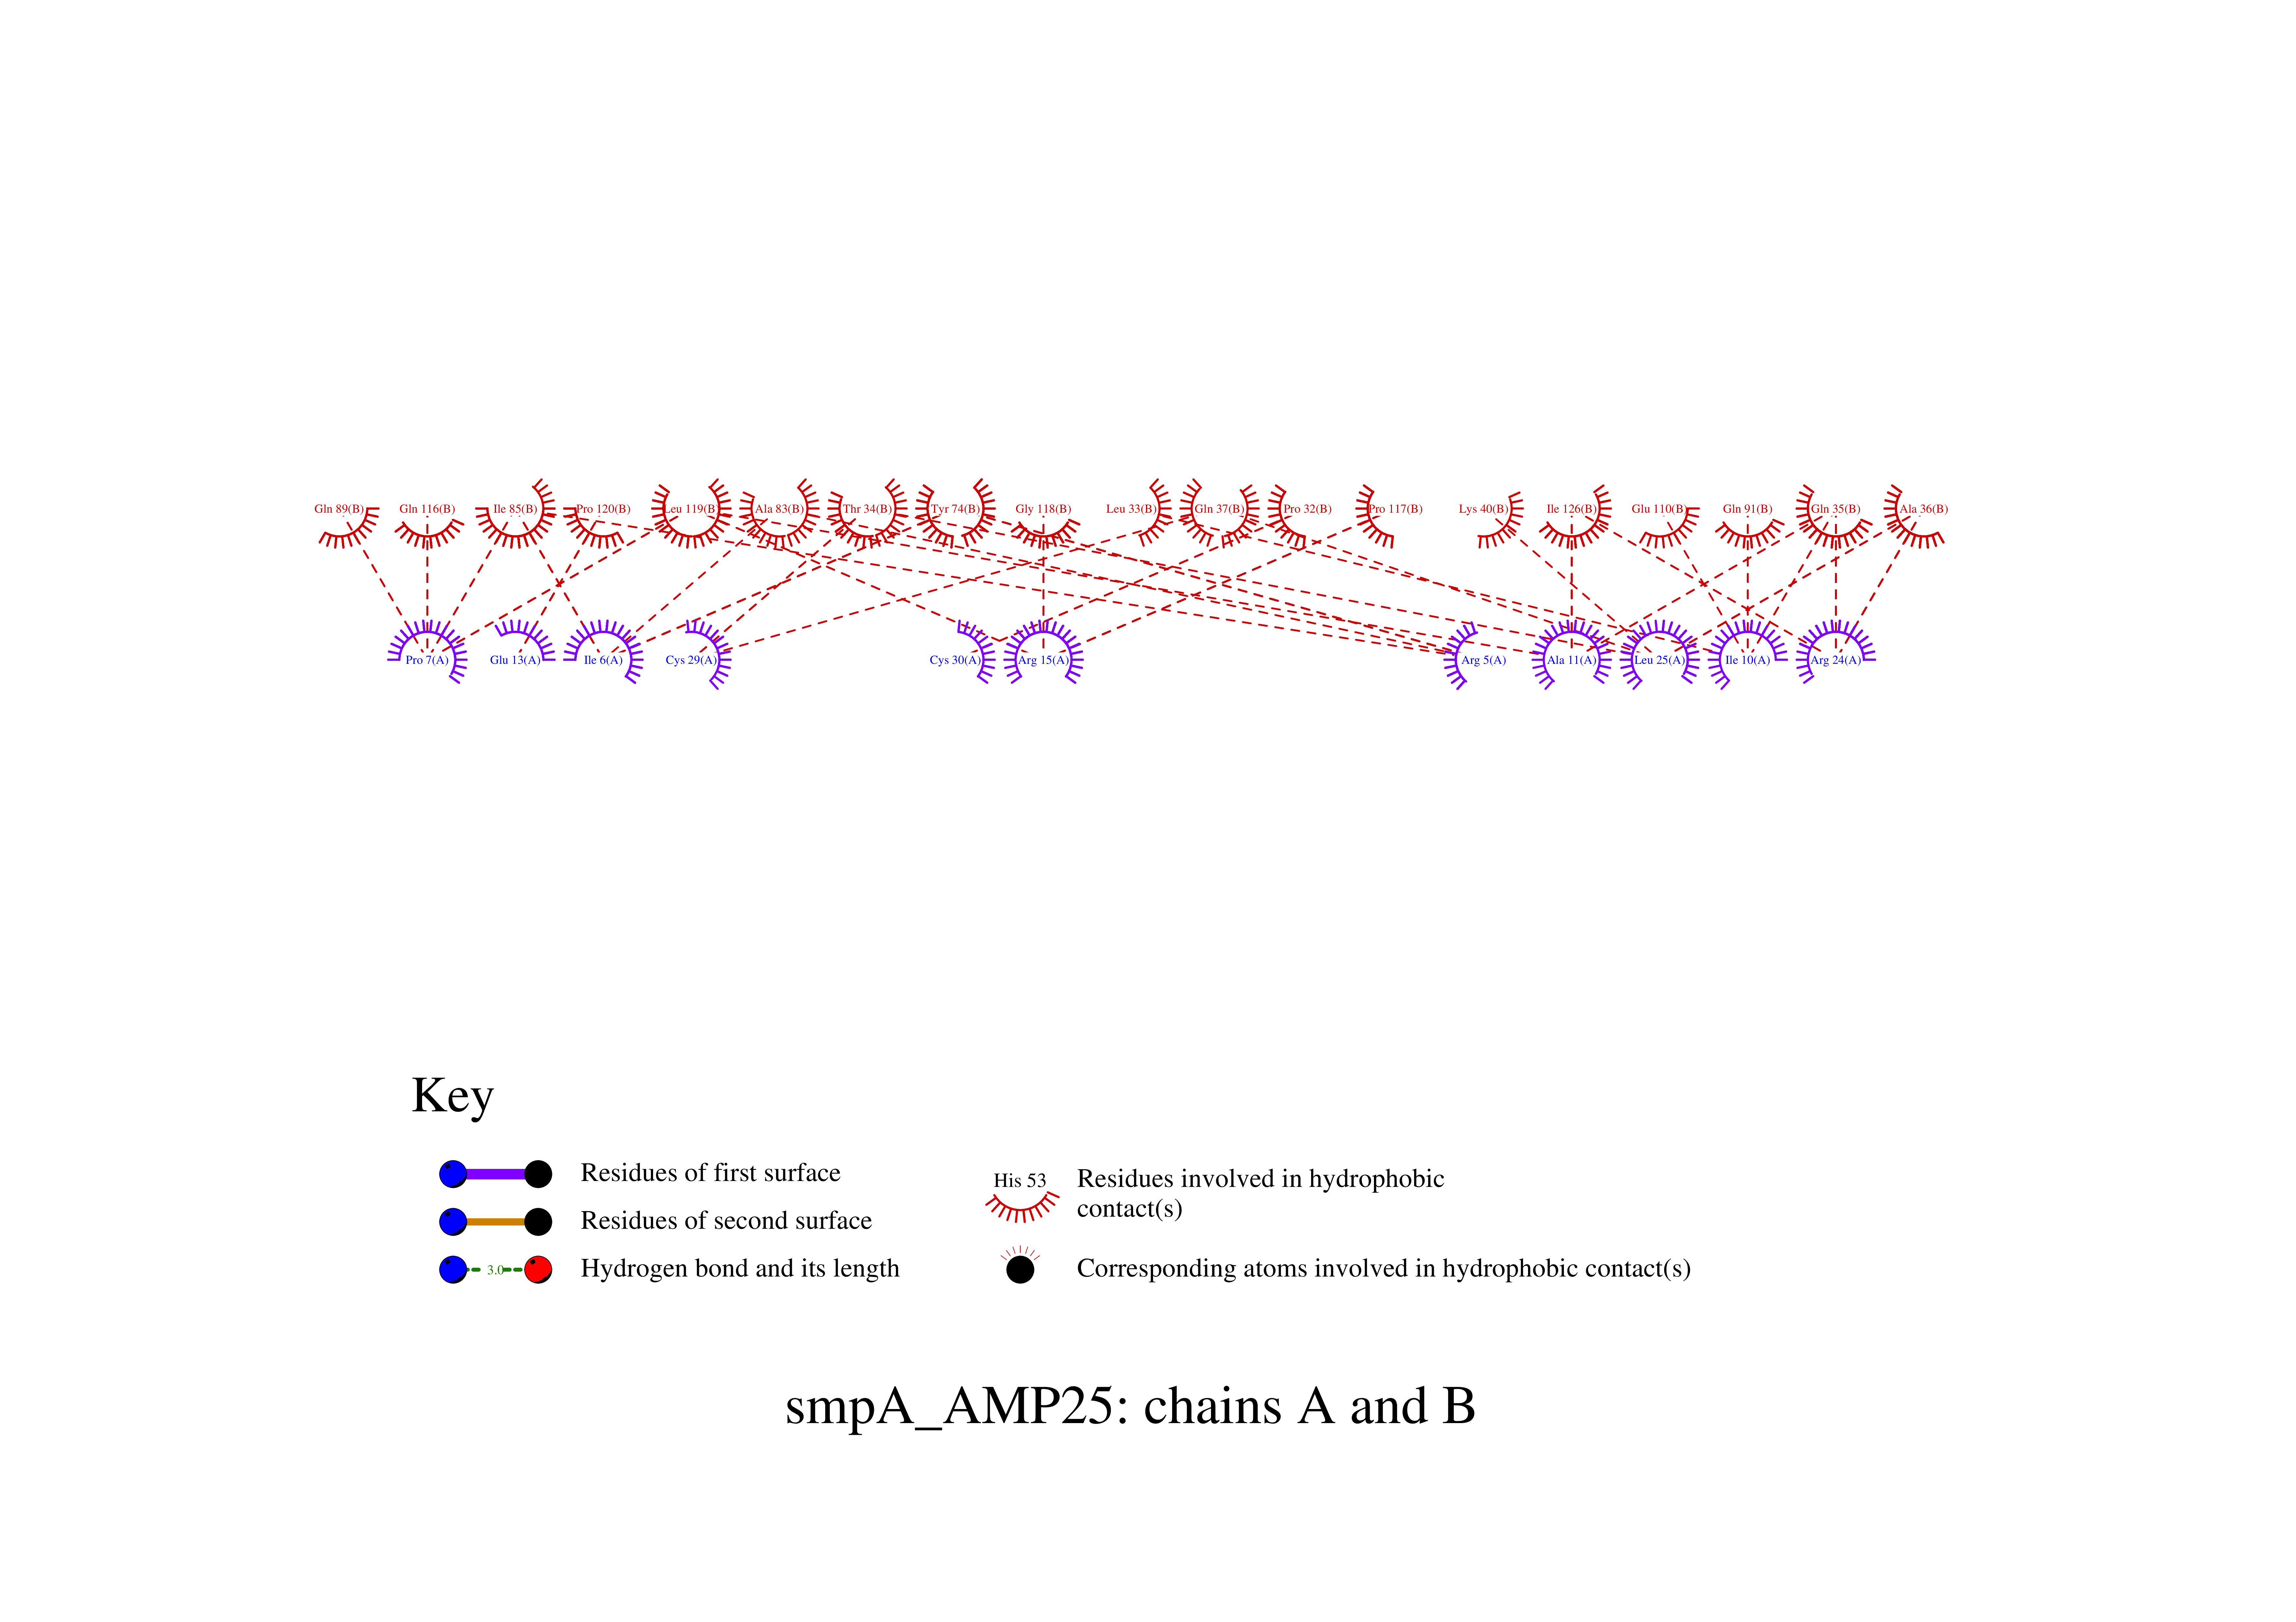 Gln 89(B) Gln 116(B) Ile 85(B) Pro 120(B) Leu 119(B) Ala 83(B) Thr 34(B) Tyr 74(B) Gly 118(B) Leu 33(B) Gln 37(B) Pro 32(B) Pro 117(B) Lys 40(B) Ile 126(B) Glu 110(B) Gln 91(B) Gln 35(B) Ala 36(B)
Pro 7(A) Glu 13(A) Ile 6(A) Cys 29(A) Cys 30(A) Arg 15(A) Arg 5(A) Ala 11(A) Leu 25(A) Ile 10(A) Arg 24(A)
Key
Residues of first surface
Residues of second surface
3.0 Hydrogen bond and its length
His 53 Residues involved in hydrophobic
contact(s)
Corresponding atoms involved in hydrophobic contact(s)
smpA_AMP25: chains A and B